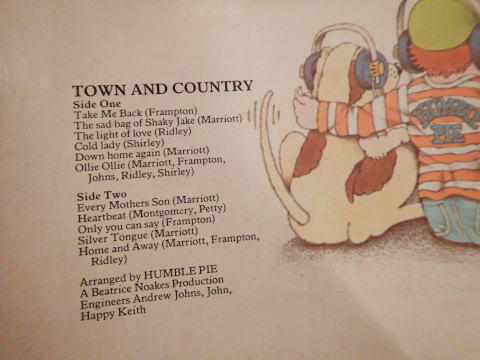 TOWN AND COUNTRY
Side One
Take Me Back (Frampton)
The sad bag of Shaky Jake (Marriott)
The light of love (Ridley)
Cold lady (Shirley)
Down home again (Marriott)
Ollie Ollie (Marriott, Frampton,
Johns, Ridley, Shirley)
Side Two
Every Mothers Son (Marriott)
Heartbeat (Montgomery, Petty)
Only you can say (Frampton)
Silver Tongue (Marriott)
Home and Away (Marriott, Frampton,
Ridley)
Arranged by HUMBLE PIE
A Beatrice Noakes Production
Engineers Andrew Johns, John,
Happy Keith
HUMBLE
PIE